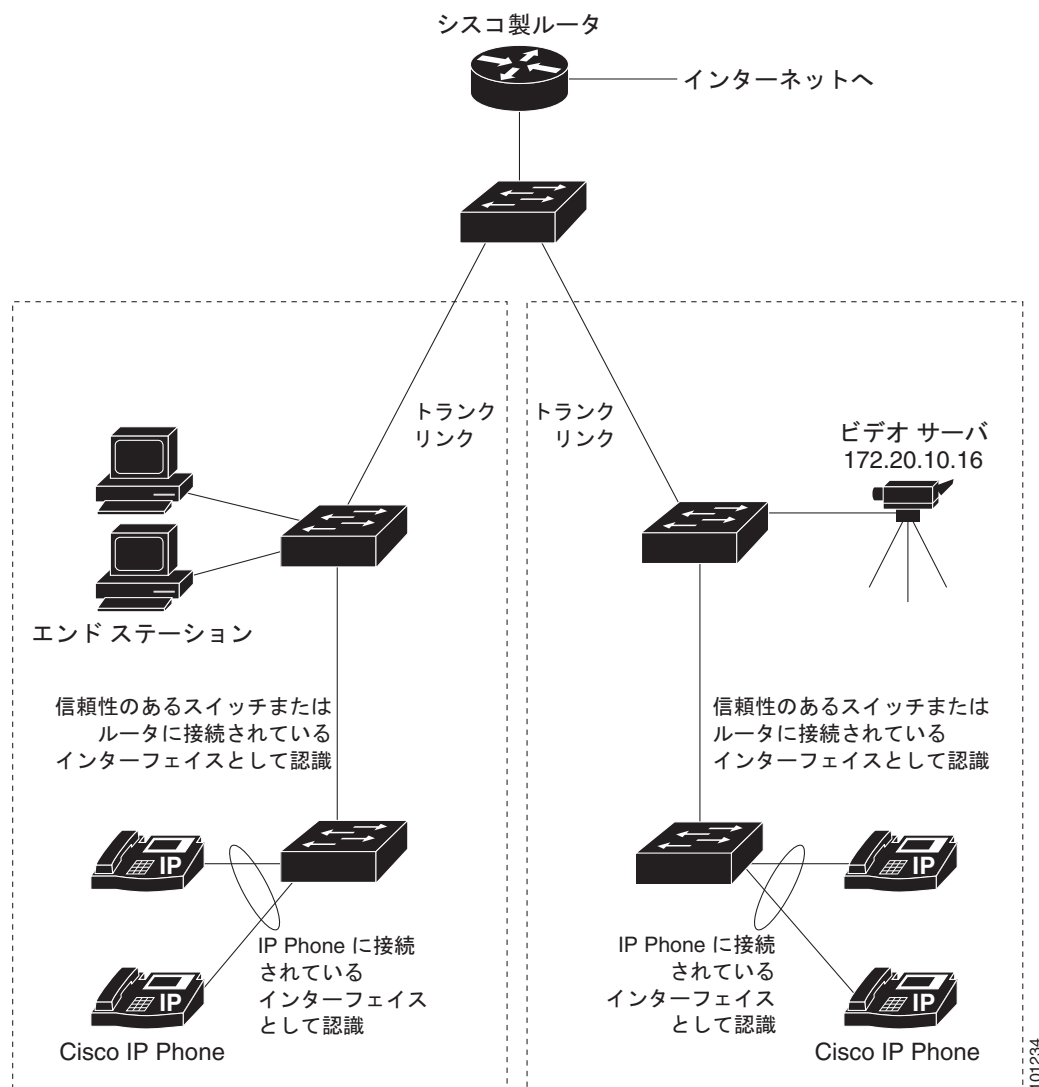 シスコ製ルータ
インターネットへ
トランク
リンク
トランク
リンク
ビデオ サーバ
172.20.10.16
エンド ステーション
信頼性のあるスイッチまたは
ルータに接続されている
インターフェイスとして認識
信頼性のあるスイッチまたは
ルータに接続されている
インターフェイスとして認識
IP
IP
IP Phone に接続
されている
インターフェイス
として認識
IP Phone に接続
されている
インターフェイス
として認識
IP
IP
Cisco IP Phone
Cisco IP Phone
101234